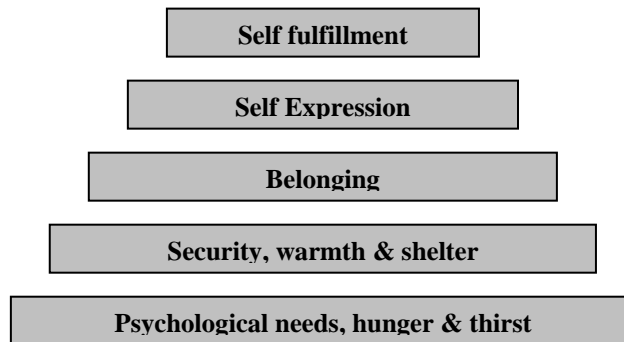 Self fulfillment
Self Expression
Belonging
Security, warmth & shelter
Psychological needs, hunger & thirst